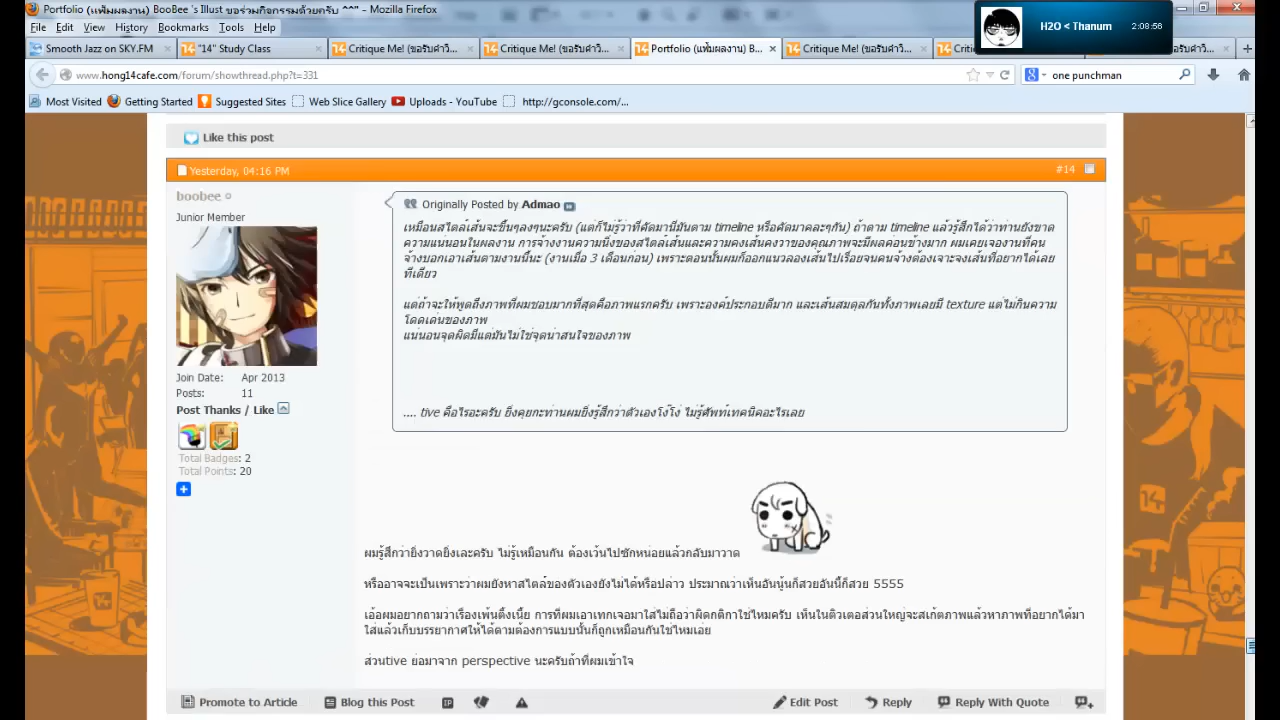 Portfolio (แฟ้มผลงาน) BooBee 's Illust ขอร่วมกิจกรรมด้วยครับ ^^" - Mozilla Firefox
H2O < Thanum
2:08:56
File Edit View History Bookmarks Tools Help
Smooth Jazz on SKY.FM
"14" Study Class
Critique Me! (ขอรับคำวิ...
Critique Me! (ขอรับคำวิ...
Portfolio (แฟ้มผลงาน) B...
Critique Me! (ขอรับคำวิ...
www.hong14cafe.com/forum/showthread.php?t=331
one punchman
Most Visited Getting Started Suggested Sites Web Slice Gallery Uploads - YouTube http://gconsole.com/...
Like this post
Yesterday, 04:16 PM
#14
boobee
Junior Member
Join Date: Apr 2013
Posts: 11
Post Thanks / Like
Total Badges: 2
Total Points: 20
Originally Posted by Admao
เหมือนสไตล์เส้นจะขึ้นๆลงๆนะครับ (แต่ก็ไม่รู้ว่าที่คัดมานี่มันตาม timeline หรือคัดมาคละๆกัน) ถ้าตาม timeline แล้วรู้สึกได้ว่าท่านยังขาด
ความแน่นอนในผลงาน การจ้างงานความนิ่งของสไตล์เส้นและความคงเส้นคงวาของคุณภาพจะมีผลค่อนข้างมาก ผมเคยเจองานที่คน
จ้างบอกเอาเส้นตามงานนี้นะ (งานเมื่อ 3 เดือนก่อน) เพราะตอนนั้นผมก็ออกแนวลองเส้นไปเรื่อยจนคนจ้างต้องเจาะจงเส้นที่อยากได้เลย
ทีเดียว
แต่ถ้าจะให้พูดถึงภาพที่ผมชอบมากที่สุดคือภาพแรกครับ เพราะองค์ประกอบดีมาก และเส้นสมดุลกันทั้งภาพเลยมี texture แต่ไม่กินความ
โดดเด่นของภาพ
แน่นอนจุดผิดมีแต่มันไม่ใช่จุดน่าสนใจของภาพ
.... tive คือไรอะครับ ยิ่งคุยกะท่านผมยิ่งรู้สึกว่าตัวเองโง่โง่ ไม่รู้ศัพท์เทคนิคอะไรเลย
ผมรู้สึกว่ายิ่งวาดยิ่งเละครับ ไม่รู้เหมือนกัน ต้องเว้นไปซักหน่อยแล้วกลับมาวาด
หรืออาจจะเป็นเพราะว่าผมยังหาสไตล์ของตัวเองยังไม่ได้หรือปล่าว ประมาณว่าเห็นอันนู้นก็สวยอันนี้ก็สวย 5555
เอ้อผมอยากถามว่าเรื่องเพ้นติ้งเนี้ย การที่ผมเอาเทกเจอมาใส่ไม่ถือว่าผิดกติกาใช่ไหมครับ เห็นในติวเตอส่วนใหญ่จะสเก้ตภาพแล้วหาภาพที่อยากได้มา
ใส่แล้วเก็บบรรยากาศให้ได้ตามต้องการแบบนั้นก็ถูกเหมือนกันใช่ไหมเอ่ย
ส่วนtive ย่อมาจาก perspective นะครับถ้าที่ผมเข้าใจ
Promote to Article Blog this Post Edit Post Reply Reply With Quote